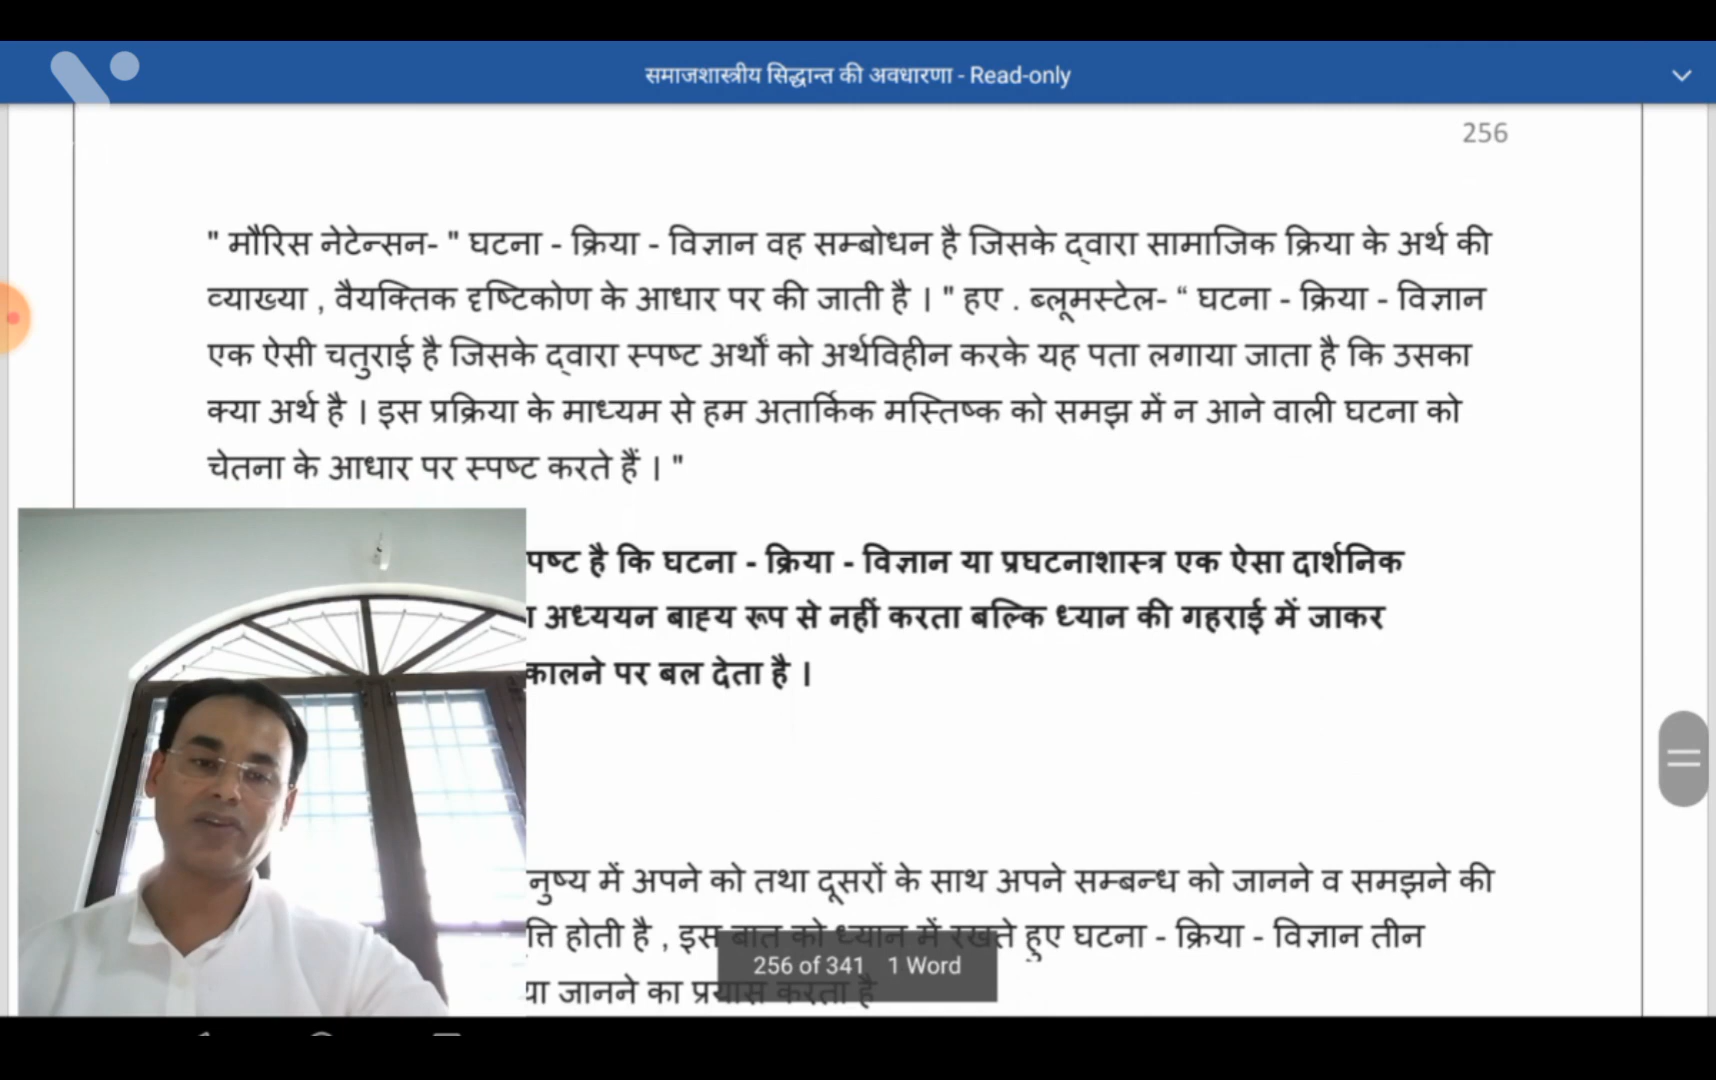 समाजशास्त्रीय सिद्धान्त की अवधारणा - Read-only
256
" मौरिस नेटेन्सन- " घटना - क्रिया - विज्ञान वह सम्बोधन है जिसके द्वारा सामाजिक क्रिया के अर्थ की
व्याख्या , वैयक्तिक दृष्टिकोण के आधार पर की जाती है । " हए . ब्लूमस्टेल- “ घटना - क्रिया - विज्ञान
एक ऐसी चतुराई है जिसके द्वारा स्पष्ट अर्थों को अर्थविहीन करके यह पता लगाया जाता है कि उसका
क्या अर्थ है । इस प्रक्रिया के माध्यम से हम अतार्किक मस्तिष्क को समझ में न आने वाली घटना को
चेतना के आधार पर स्पष्ट करते हैं । "
है कि घटना - क्रिया - विज्ञान या प्रघटनाशास्त्र एक ऐसा दार्शनिक
अध्ययन बाह्य रूप से नहीं करता बल्कि ध्यान की गहराई में जाकर
पर बल देता है ।
में अपने को तथा दूसरों के साथ अपने सम्बन्ध को जानने व समझने की
होती है , इस बात को ध्यान में रखते हुए घटना - क्रिया - विज्ञान तीन
जानने का प्रयास करता है
256 of 341 1 Word